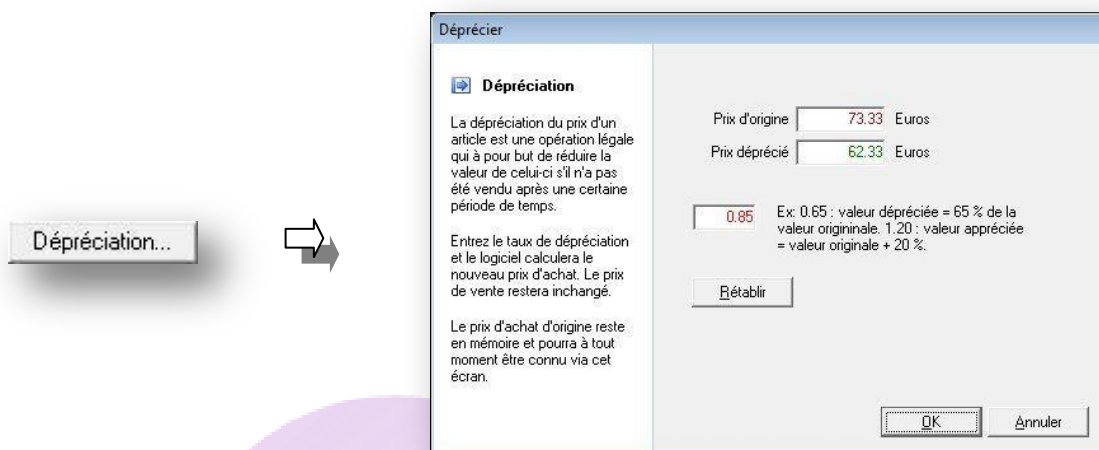 Dépréciation...
Déprécier
Dépréciation
La dépréciation du prix d'un
article est une opération légale
qui à pour but de réduire la
valeur de celui-ci s'il n'a pas
été vendu après une certaine
période de temps.
Entrez le taux de dépréciation
et le logiciel calculera le
nouveau prix d'achat. Le prix
de vente restera inchangé.
Le prix d'achat d'origine reste
en mémoire et pourra à tout
moment être connu via cet
écran.
Prix d'origine 73.33 Euros
Prix déprécié 62.33 Euros
0.85 Ex: 0.65 : valeur dépréciée = 65 % de la
valeur origininale. 1.20 : valeur appréciée
= valeur originale + 20 %.
Rétablir
OK Annuler